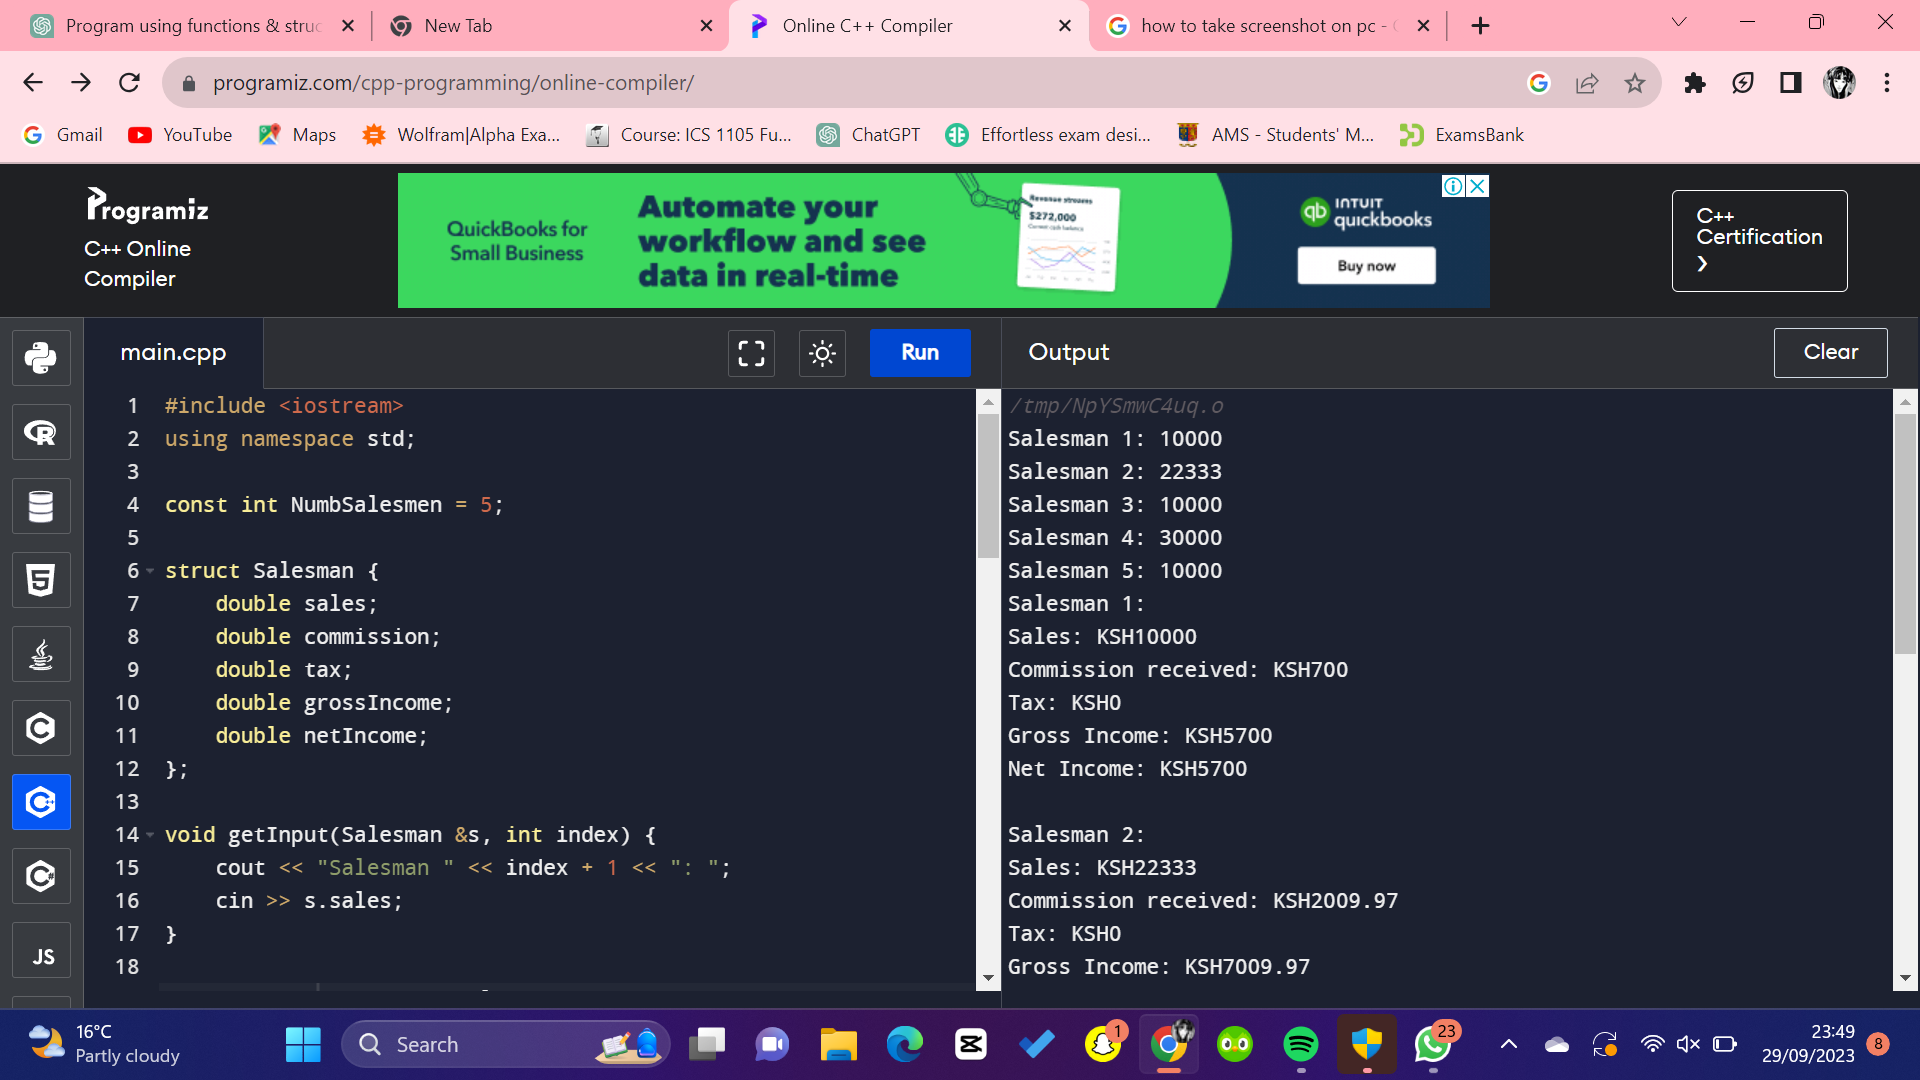 Program using functions & struc
New Tab
Online C++ Compiler
how to take screenshot on pc -
programiz.com/cpp-programming/online-compiler/
Gmail
YouTube
Maps
Wolfram|Alpha Exa...
Course: ICS 1105 Fu...
ChatGPT
Effortless exam desi...
AMS - Students' M...
ExamsBank
Programiz
C++ Online
Compiler
QuickBooks for
Small Business
Automate your
workflow and see
data in real-time
Revenue streams
$272,000
Current cash balance
qb INTUIT
quickbooks
Buy now
C++
Certification
main.cpp
Run
Output
Clear
1 #include <iostream>
2 using namespace std;
3
4 const int NumbSalesmen = 5;
5
6 struct Salesman {
7 double sales;
8 double commission;
9 double tax;
10 double grossIncome;
11 double netIncome;
12 };
13
14 void getInput(Salesman &s, int index) {
15 cout << "Salesman " << index + 1 << ": ";
16 cin >> s.sales;
17 }
18
/tmp/NpYSmwC4uq.o
Salesman 1: 10000
Salesman 2: 22333
Salesman 3: 10000
Salesman 4: 30000
Salesman 5: 10000
Salesman 1:
Sales: KSH10000
Commission received: KSH700
Tax: KSH0
Gross Income: KSH5700
Net Income: KSH5700
Salesman 2:
Sales: KSH22333
Commission received: KSH2009.97
Tax: KSH0
Gross Income: KSH7009.97
JS
16°C
Partly cloudy
Search
1
23
23:49
29/09/2023
8